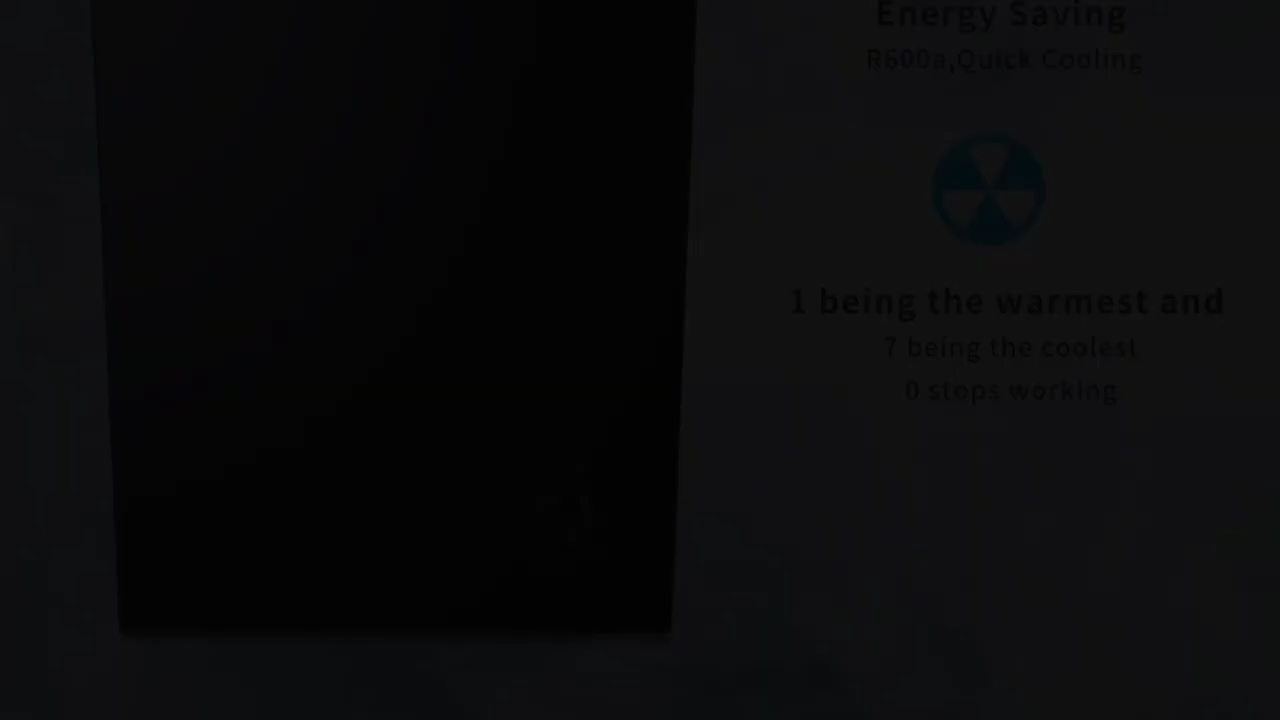 Energy Saving
R600a,Quick Cooling
1 being the warmest and
7 being the coolest
0 stops working